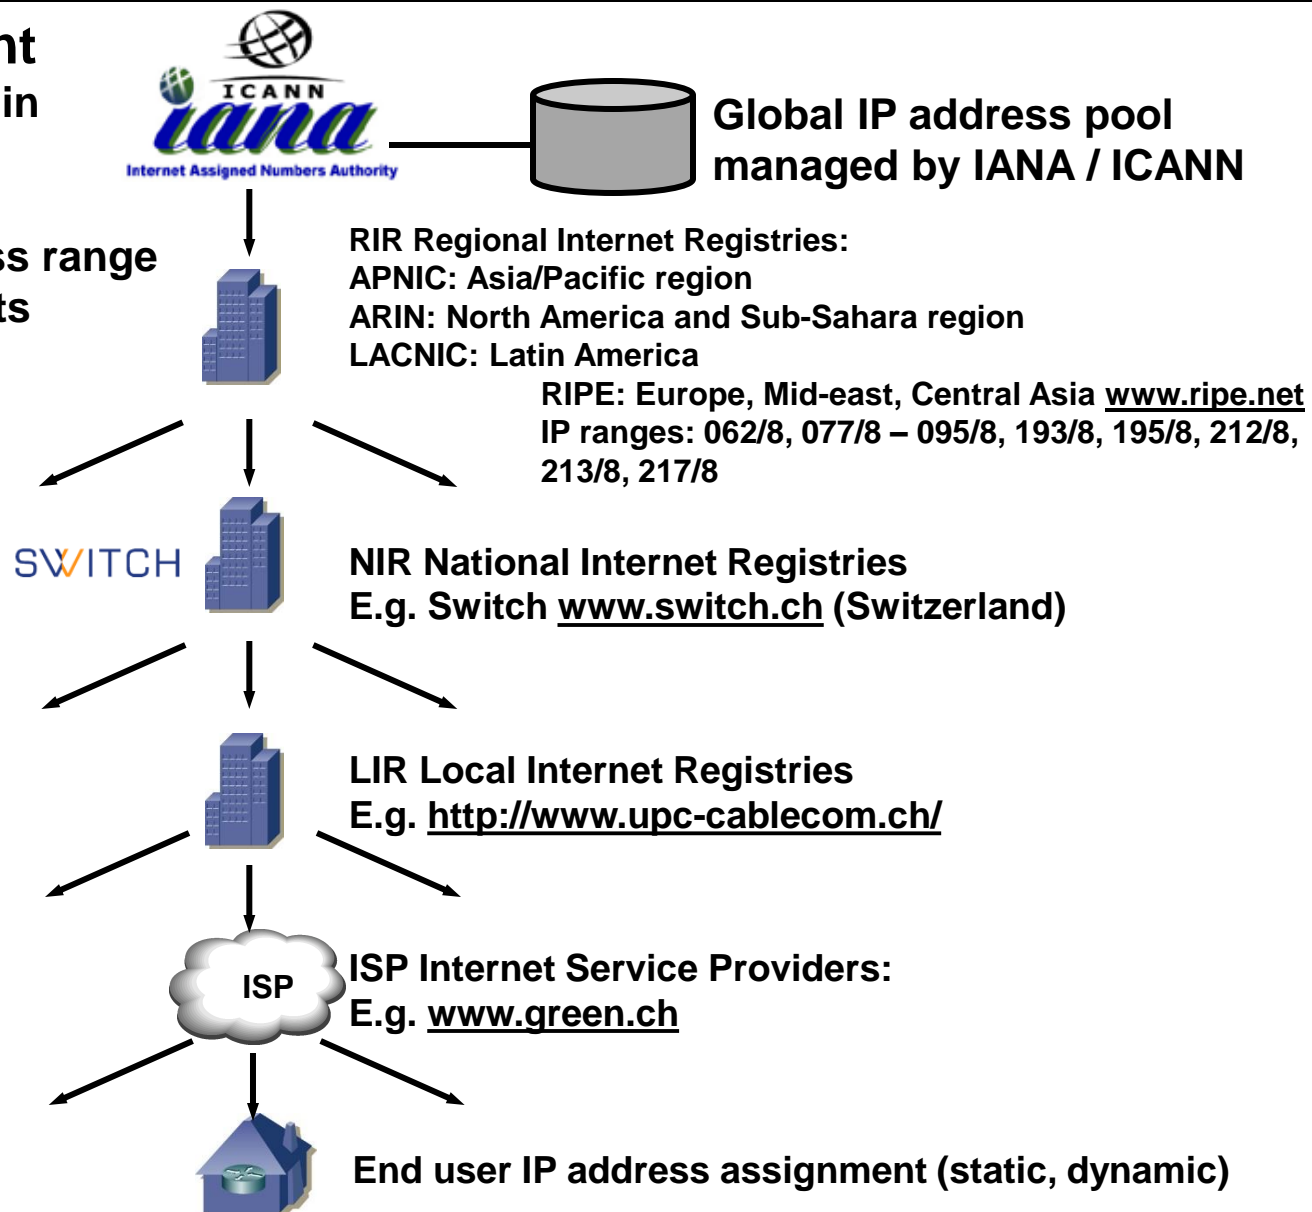 nt
in
ICANN
iana
Internet Assigned Numbers Authority
Global IP address pool
managed by IANA / ICANN
ss range
ts
RIR Regional Internet Registries:
APNIC: Asia/Pacific region
ARIN: North America and Sub-Sahara region
LACNIC: Latin America
RIPE: Europe, Mid-east, Central Asia www.ripe.net
IP ranges: 062/8, 077/8 – 095/8, 193/8, 195/8, 212/8,
213/8, 217/8
SWITCH
NIR National Internet Registries
E.g. Switch www.switch.ch (Switzerland)
LIR Local Internet Registries
E.g. http://www.upc-cablecom.ch/
ISP
ISP Internet Service Providers:
E.g. www.green.ch
End user IP address assignment (static, dynamic)